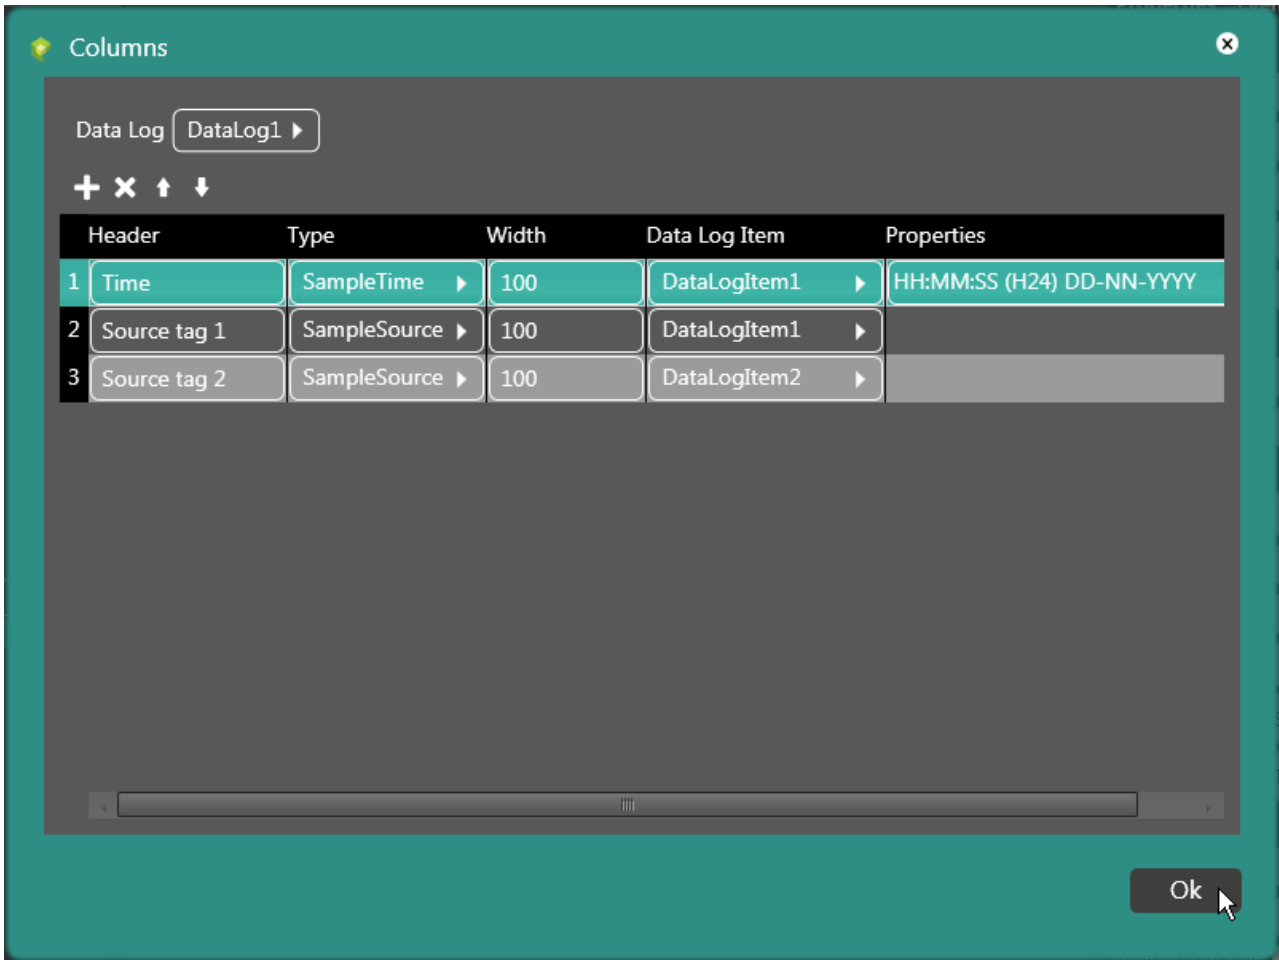 Columns
Data Log DataLog1
Header Type Width Data Log Item Properties
1 Time SampleTime 100 DataLogItem1 HH:MM:SS (H24) DD-NN-YYYY
2 Source tag 1 SampleSource 100 DataLogItem1
3 Source tag 2 SampleSource 100 DataLogItem2
Ok